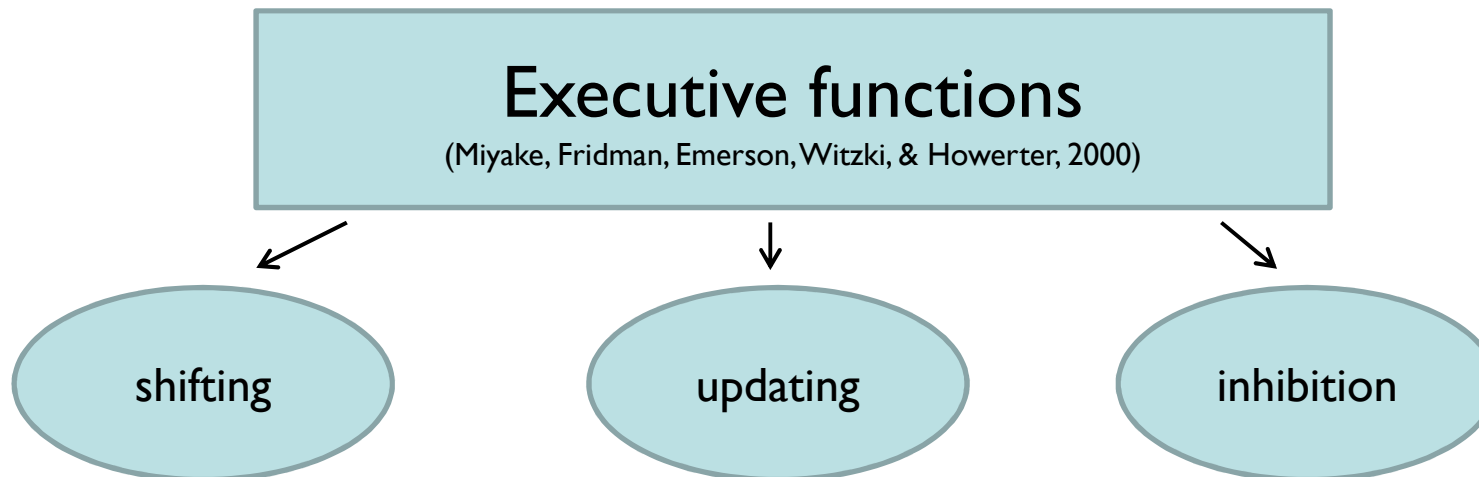 Executive functions
(Miyake, Fridman, Emerson, Witzki, & Howerter, 2000)
shifting
updating
inhibition